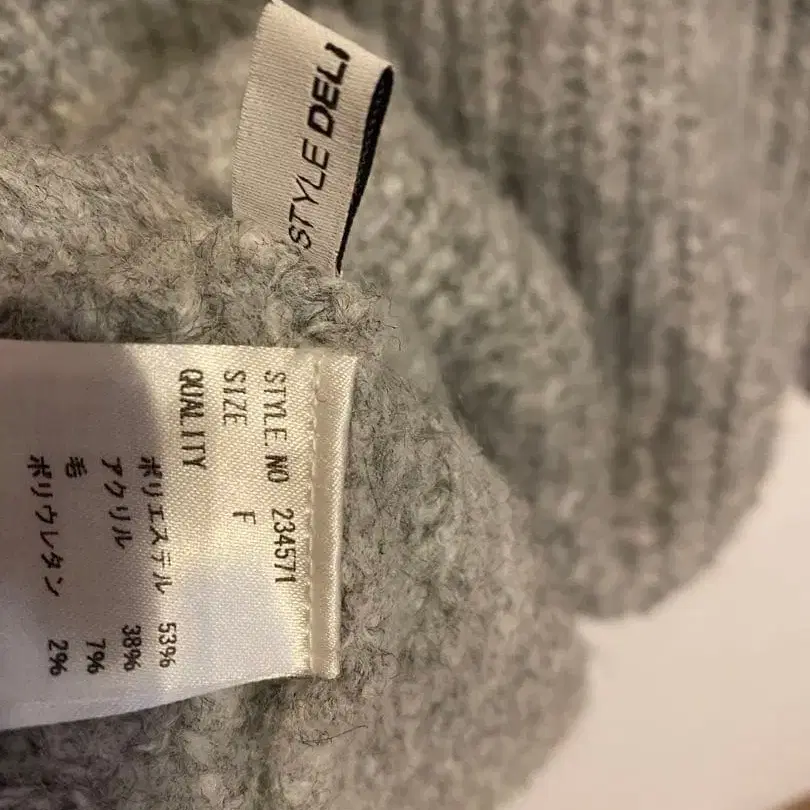 STYLE DELI
STYLE NO 234571
SIZE F
QUALITY
ポリエステル 53%
アクリル 38%
毛 7%
ポリウレタン 2%